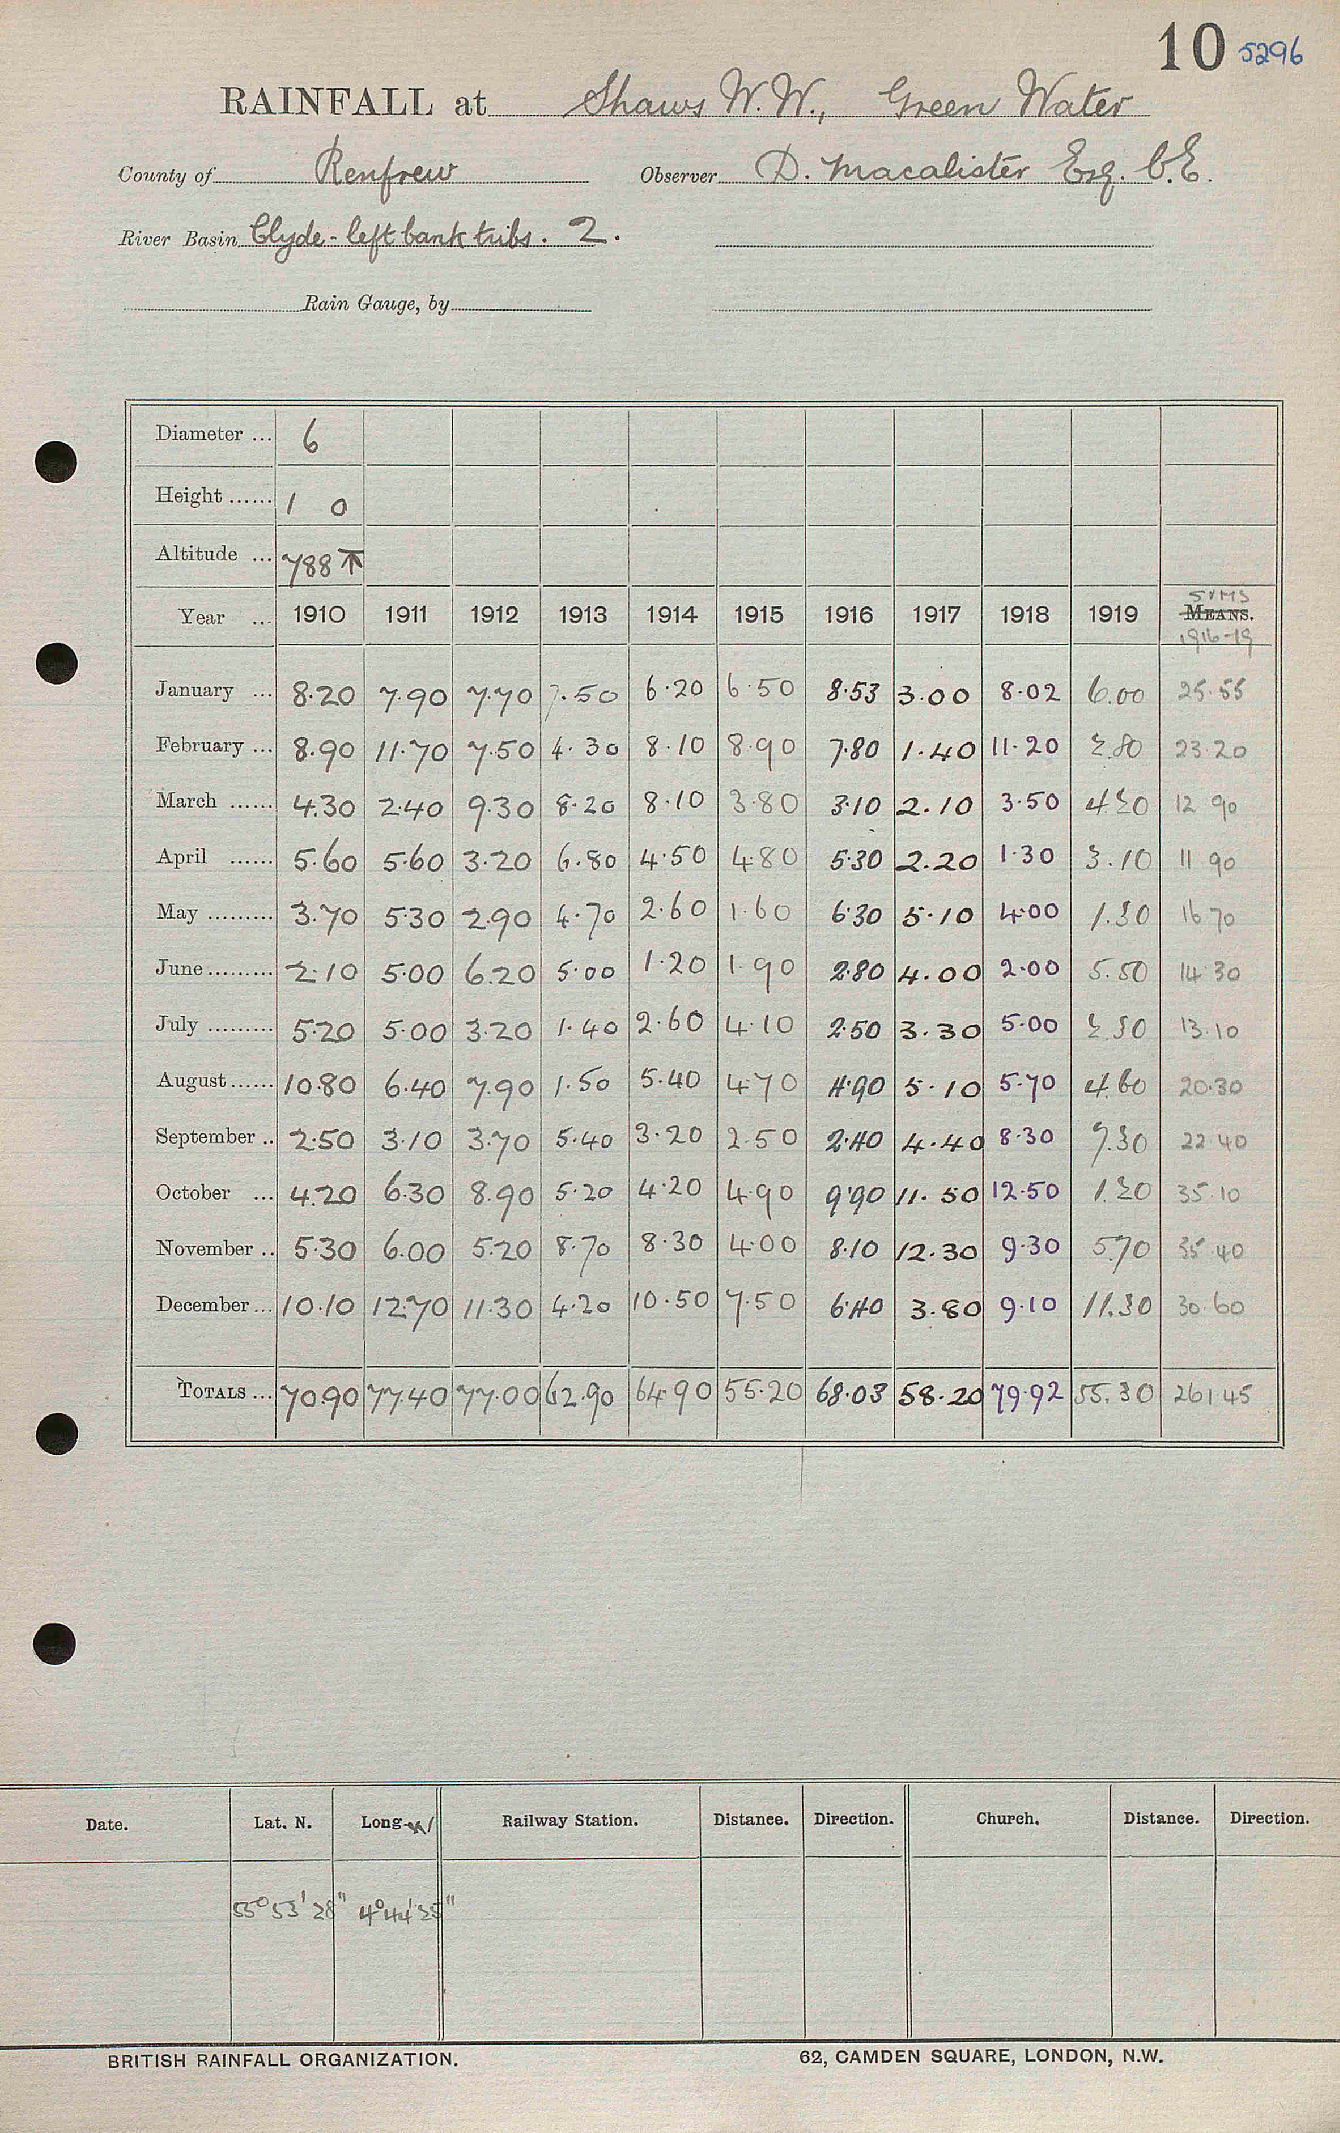 10 5296
RAINFALL at Shaws W.W., Green Water
County of Renfrew Observer D. Macalister Esq. C.E.
River Basin Clyde - left bank tribs. 2.
Rain Gauge, by
Diameter ... 6
Height ...... 1 0
Altitude ... 788 T
SUMS
Year ... 1910 1911 1912 1913 1914 1915 1916 1917 1918 1919 MEANS.
1916-19
January ... 8.20 7.90 7.70 7.50 6.20 6.50 8.53 3.00 8.02 6.00 25.55
February ... 8.90 11.70 7.50 4.30 8.10 8.90 7.80 1.40 11.20 2.80 23.20
March ...... 4.30 2.40 9.30 8.20 8.10 3.80 3.10 2.10 3.50 4.20 12 90
April ...... 5.60 5.60 3.20 6.80 4.50 4.80 5.30 2.20 1.30 3.10 11 90
May ......... 3.70 5.30 2.90 4.70 2.60 1.60 6.30 5.10 4.00 1.30 16 70
June ......... 2.10 5.00 6.20 5.00 1.20 1.90 2.80 4.00 2.00 5.50 14.30
July ......... 5.20 5.00 3.20 1.40 2.60 4.10 2.50 3.30 5.00 2.30 13.10
August ...... 10.80 6.40 7.90 1.50 5.40 4.70 4.90 5.10 5.70 4.60 20.30
September .. 2.50 3.10 3.70 5.40 3.20 2.50 2.40 4.40 8.30 7.30 22.40
October ... 4.20 6.30 8.90 5.20 4.20 4.90 9.90 11.50 12.50 1.20 35.10
November .. 5.30 6.00 5.20 8.70 8.30 4.00 8.10 12.30 9.30 5.70 35.40
December ... 10.10 12.70 11.30 4.20 10.50 7.50 6.40 3.80 9.10 11.30 30.60
TOTALS ... 70.90 77.40 77.00 62.90 64.90 55.20 68.03 58.20 79.92 55.30 261.45
Date. Lat. N. Long. W Railway Station. Distance. Direction. Church. Distance. Direction.
55° 53' 28" 4° 44' 25"
BRITISH RAINFALL ORGANIZATION. 62, CAMDEN SQUARE, LONDON, N.W.